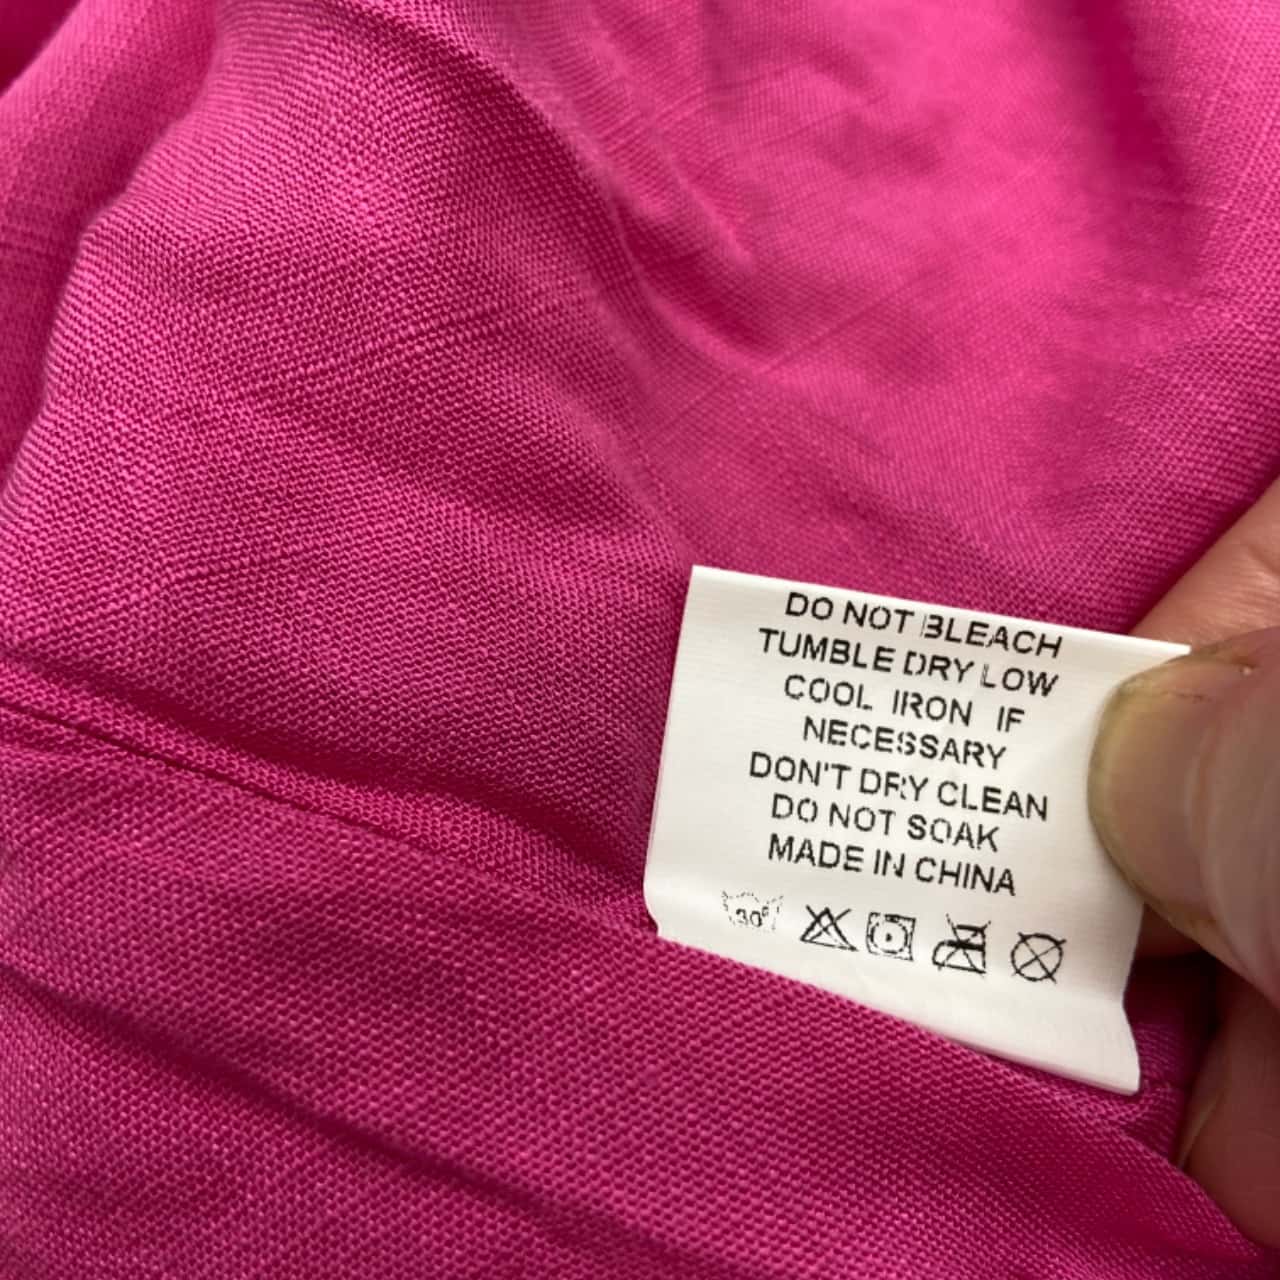 DO NOT BLEACH
TUMBLE DRY LOW
COOL IRON IF
NECESSARY
DON'T DRY CLEAN
DO NOT SOAK
MADE IN CHINA
30°